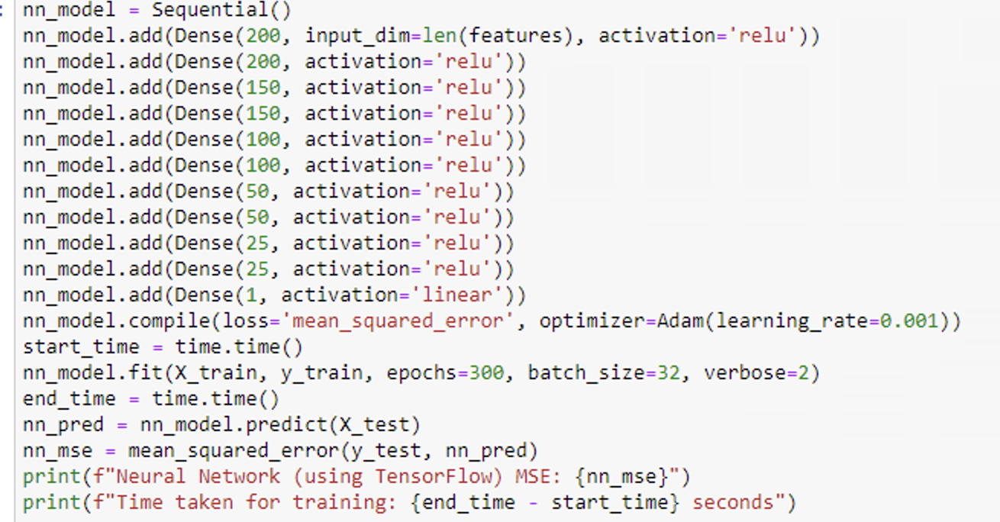 :
nn_model = Sequential()
nn_model.add(Dense(200, input_dim=len(features), activation='relu'))
nn_model.add(Dense(200, activation='relu'))
nn_model.add(Dense(150, activation='relu'))
nn_model.add(Dense(150, activation='relu'))
nn_model.add(Dense(100, activation='relu'))
nn_model.add(Dense(100, activation='relu'))
nn_model.add(Dense(50, activation='relu'))
nn_model.add(Dense(50, activation='relu'))
nn_model.add(Dense(25, activation='relu'))
nn_model.add(Dense(25, activation='relu'))
nn_model.add(Dense(1, activation='linear'))
nn_model.compile(loss='mean_squared_error', optimizer=Adam(learning_rate=0.001))
start_time = time.time()
nn_model.fit(X_train, y_train, epochs=300, batch_size=32, verbose=2)
end_time = time.time()
nn_pred = nn_model.predict(X_test)
nn_mse = mean_squared_error(y_test, nn_pred)
print(f"Neural Network (using TensorFlow) MSE: {nn_mse}")
print(f"Time taken for training: {end_time - start_time} seconds")